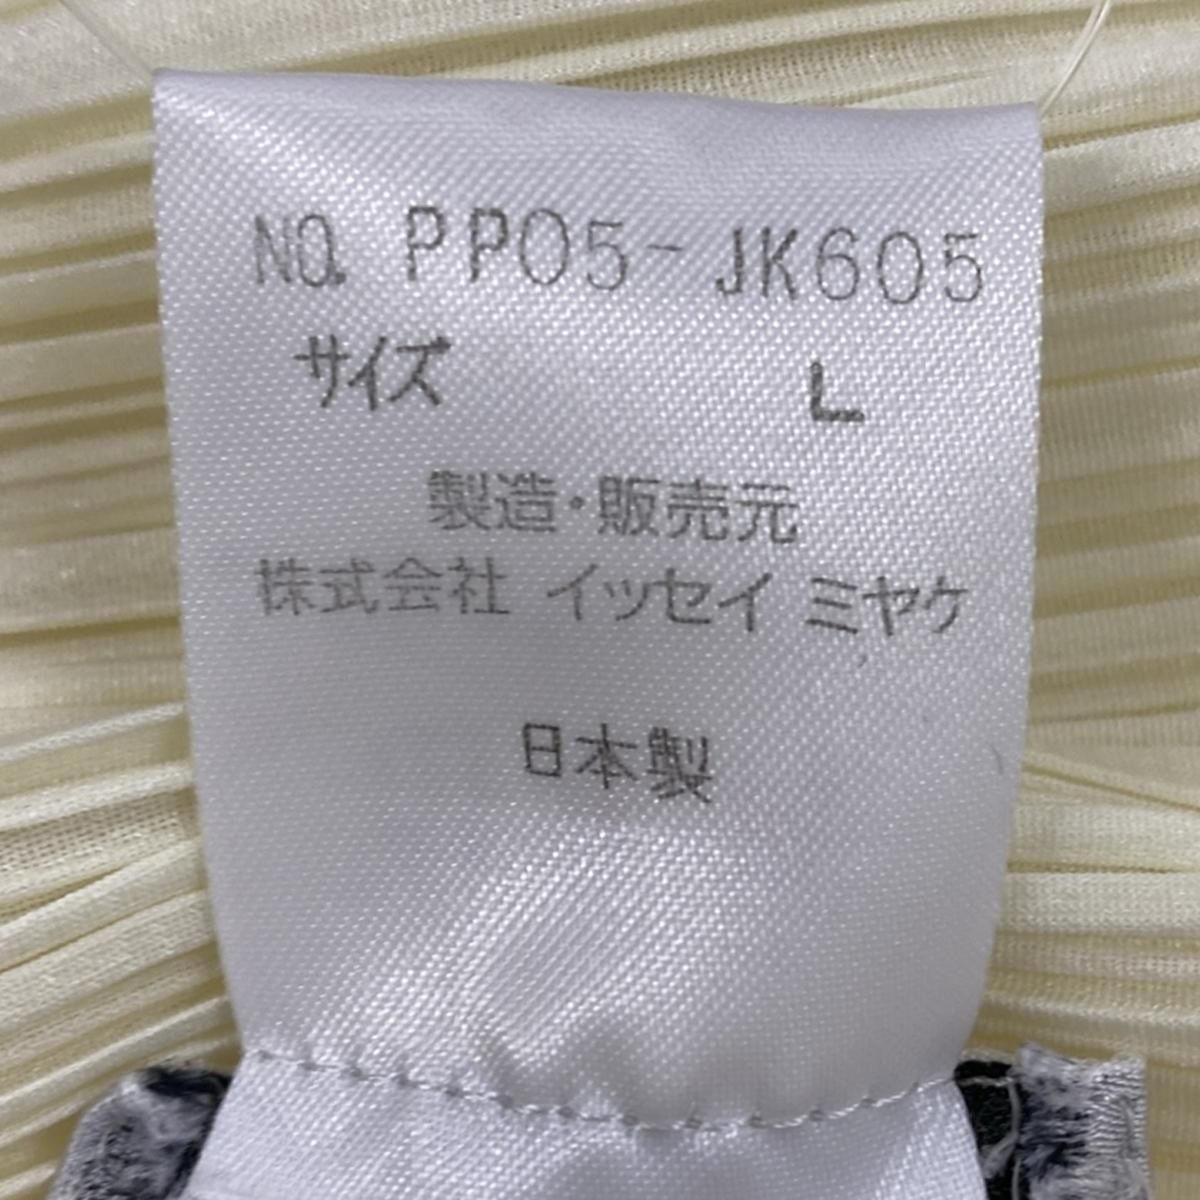 NO. PP05-JK605
サイズ L
製造・販売元
株式会社 イッセイ ミヤケ
日本製